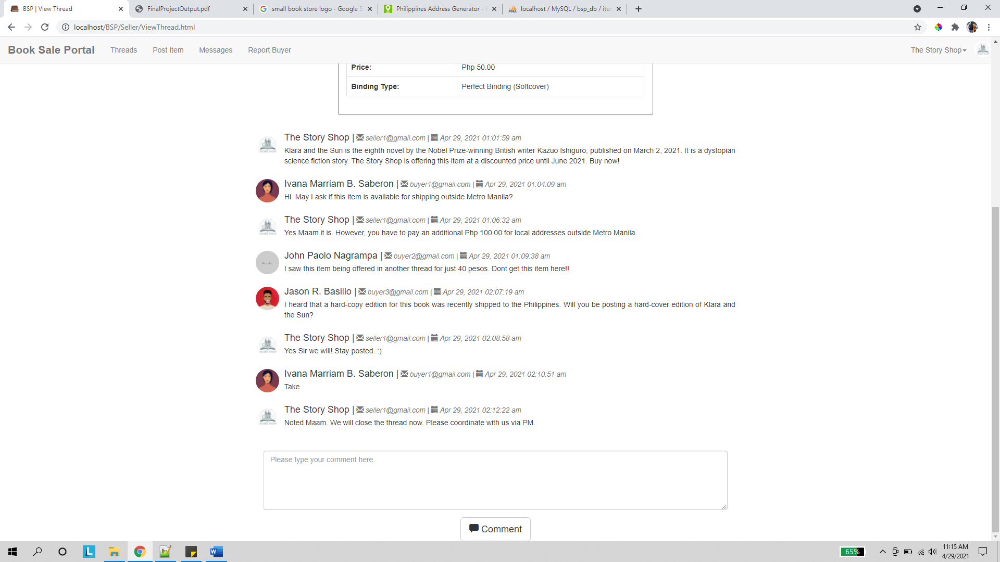 BSP | View Thread
FinalProjectOutput.pdf
small book store logo - Google S
Philippines Address Generator -
localhost / MySQL / bsp_db / ite
localhost/BSP/Seller/ViewThread.html
Book Sale Portal Threads Post Item Messages Report Buyer The Story Shop
Price: Php 50.00
Binding Type: Perfect Binding (Softcover)
The Story Shop | seller1@gmail.com | Apr 29, 2021 01:01:59 am
Klara and the Sun is the eighth novel by the Nobel Prize-winning British writer Kazuo Ishiguro, published on March 2, 2021. It is a dystopian
science fiction story. The Story Shop is offering this item at a discounted price until June 2021. Buy now!
Ivana Marriam B. Saberon | buyer1@gmail.com | Apr 29, 2021 01:04:09 am
Hi. May I ask if this item is available for shipping outside Metro Manila?
The Story Shop | seller1@gmail.com | Apr 29, 2021 01:06:32 am
Yes Maam it is. However, you have to pay an additional Php 100.00 for local addresses outside Metro Manila.
John Paolo Nagrampa | buyer2@gmail.com | Apr 29, 2021 01:09:38 am
I saw this item being offered in another thread for just 40 pesos. Dont get this item here!!
Jason R. Basilio | buyer3@gmail.com | Apr 29, 2021 02:07:19 am
I heard that a hard-copy edition for this book was recently shipped to the Philippines. Will you be posting a hard-cover edition of Klara and
the Sun?
The Story Shop | seller1@gmail.com | Apr 29, 2021 02:08:58 am
Yes Sir we will! Stay posted. :)
Ivana Marriam B. Saberon | buyer1@gmail.com | Apr 29, 2021 02:10:51 am
Take
The Story Shop | seller1@gmail.com | Apr 29, 2021 02:12:22 am
Noted Maam. We will close the thread now. Please coordinate with us via PM.
Please type your comment here.
Comment
65%
11:15 AM
4/29/2021